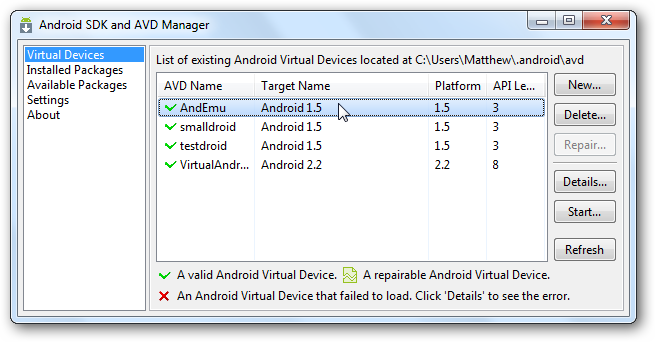 Android SDK and AVD Manager
Virtual Devices
Installed Packages
Available Packages
Settings
About
List of existing Android Virtual Devices located at C:\Users\Matthew\.android\avd
AVD Name Target Name Platform API Le...
AndEmu Android 1.5 1.5 3
smalldroid Android 1.5 1.5 3
testdroid Android 1.5 1.5 3
VirtualAndr... Android 2.2 2.2 8
New...
Delete...
Repair...
Details...
Start...
Refresh
A valid Android Virtual Device. A repairable Android Virtual Device.
An Android Virtual Device that failed to load. Click 'Details' to see the error.